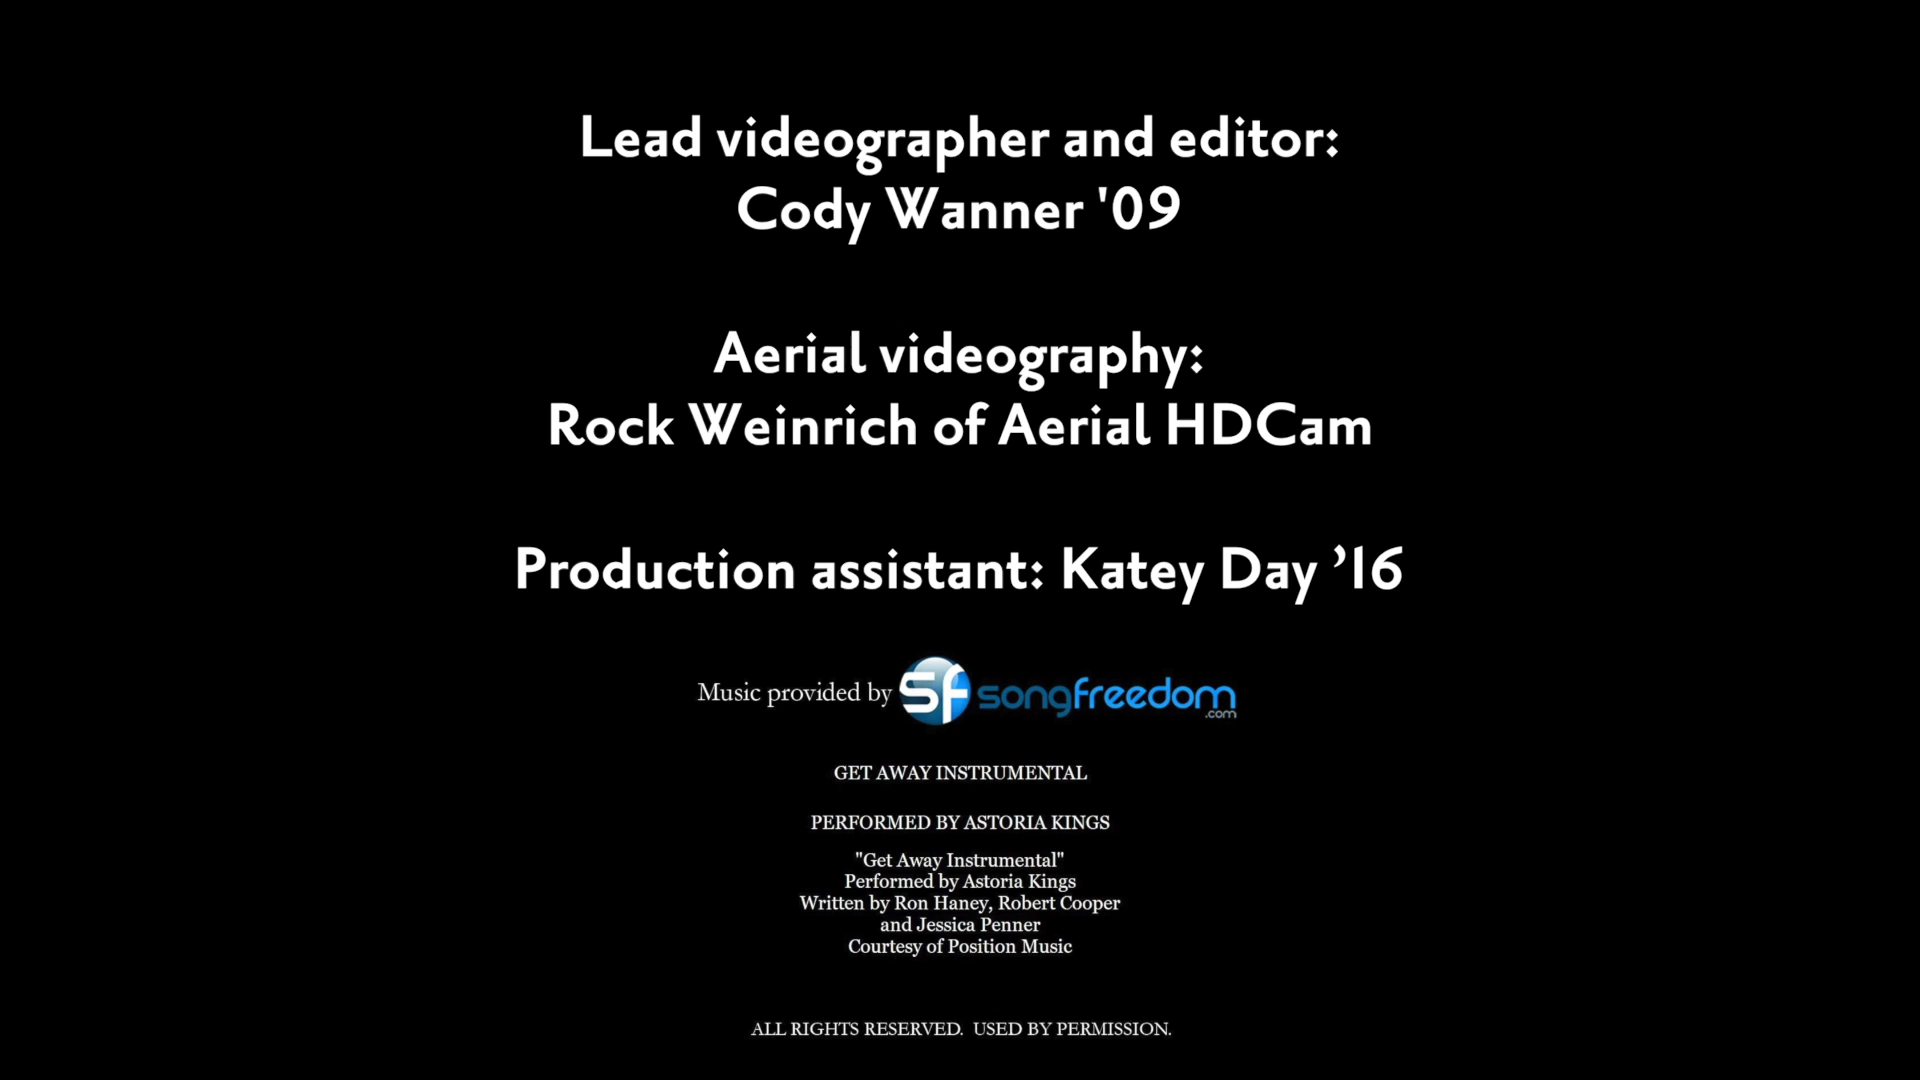 Lead videographer and editor:
Cody Wanner '09
Aerial videography:
Rock Weinrich of Aerial HDCam
Production assistant: Katey Day ’16
Music provided by SF songfreedom
.com
GET AWAY INSTRUMENTAL
PERFORMED BY ASTORIA KINGS
"Get Away Instrumental"
Performed by Astoria Kings
Written by Ron Haney, Robert Cooper
and Jessica Penner
Courtesy of Position Music
ALL RIGHTS RESERVED.  USED BY PERMISSION.